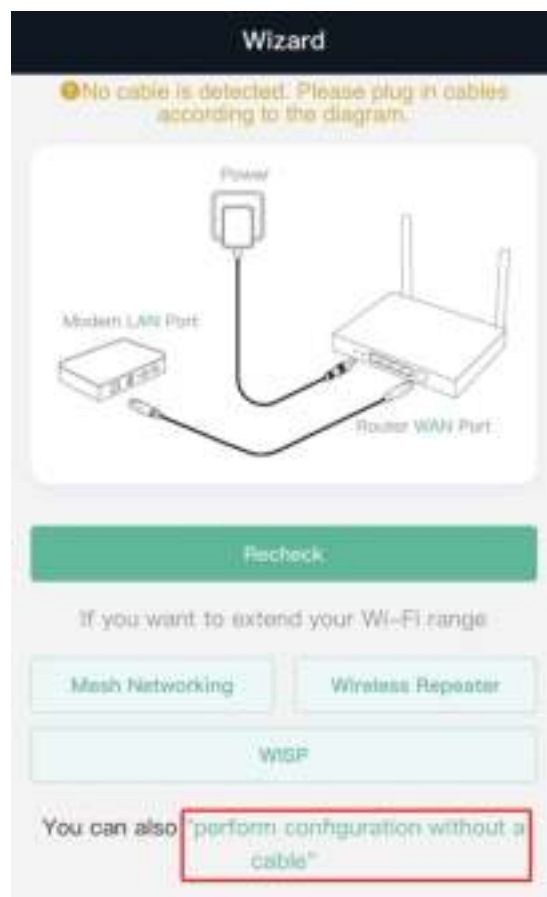 Wizard
No cable is detected. Please plug in cables
according to the diagram.
Power
Modem LAN Port
Router WAN Port
Recheck
If you want to extend your Wi-Fi range
Mesh Networking
Wireless Repeater
WISP
You can also "perform configuration without a
cable"